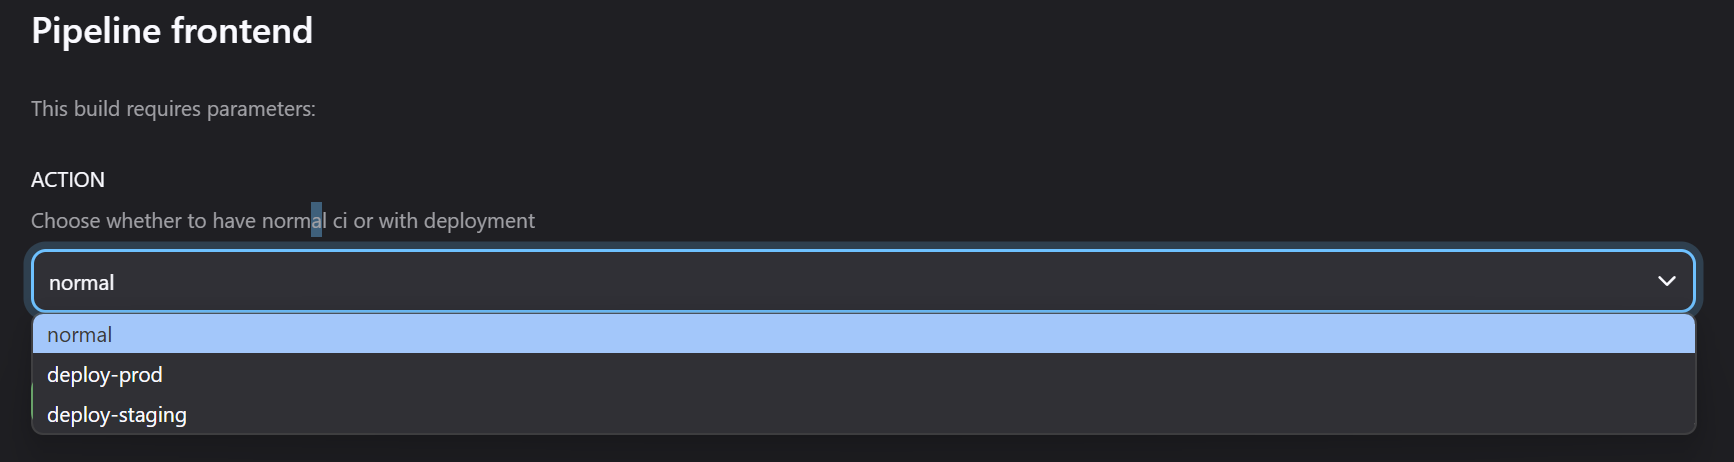 Pipeline frontend
This build requires parameters:
ACTION
Choose whether to have normal ci or with deployment
normal
normal
deploy-prod
deploy-staging